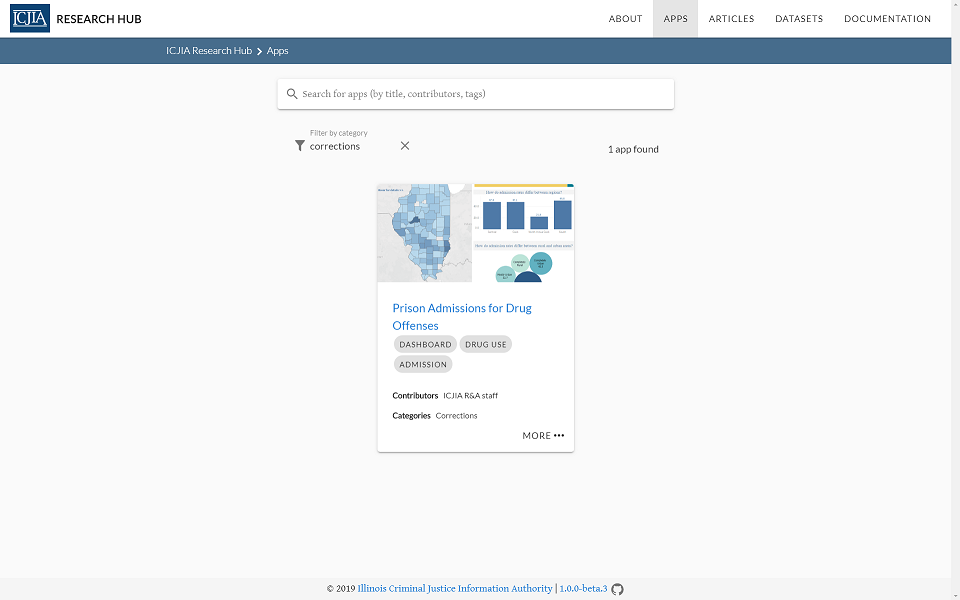 ICJIA RESEARCH HUB ABOUT APPS ARTICLES DATASETS DOCUMENTATION
ICJIA Research Hub > Apps
Search for apps (by title, contributors, tags)
Filter by category
corrections
1 app found
How do admission rates differ between regions?
How do admission rates differ between rural and urban areas?
Prison Admissions for Drug
Offenses
DASHBOARD DRUG USE
ADMISSION
Contributors ICJIA R&A staff
Categories Corrections
MORE •••
© 2019 Illinois Criminal Justice Information Authority | 1.0.0-beta.3